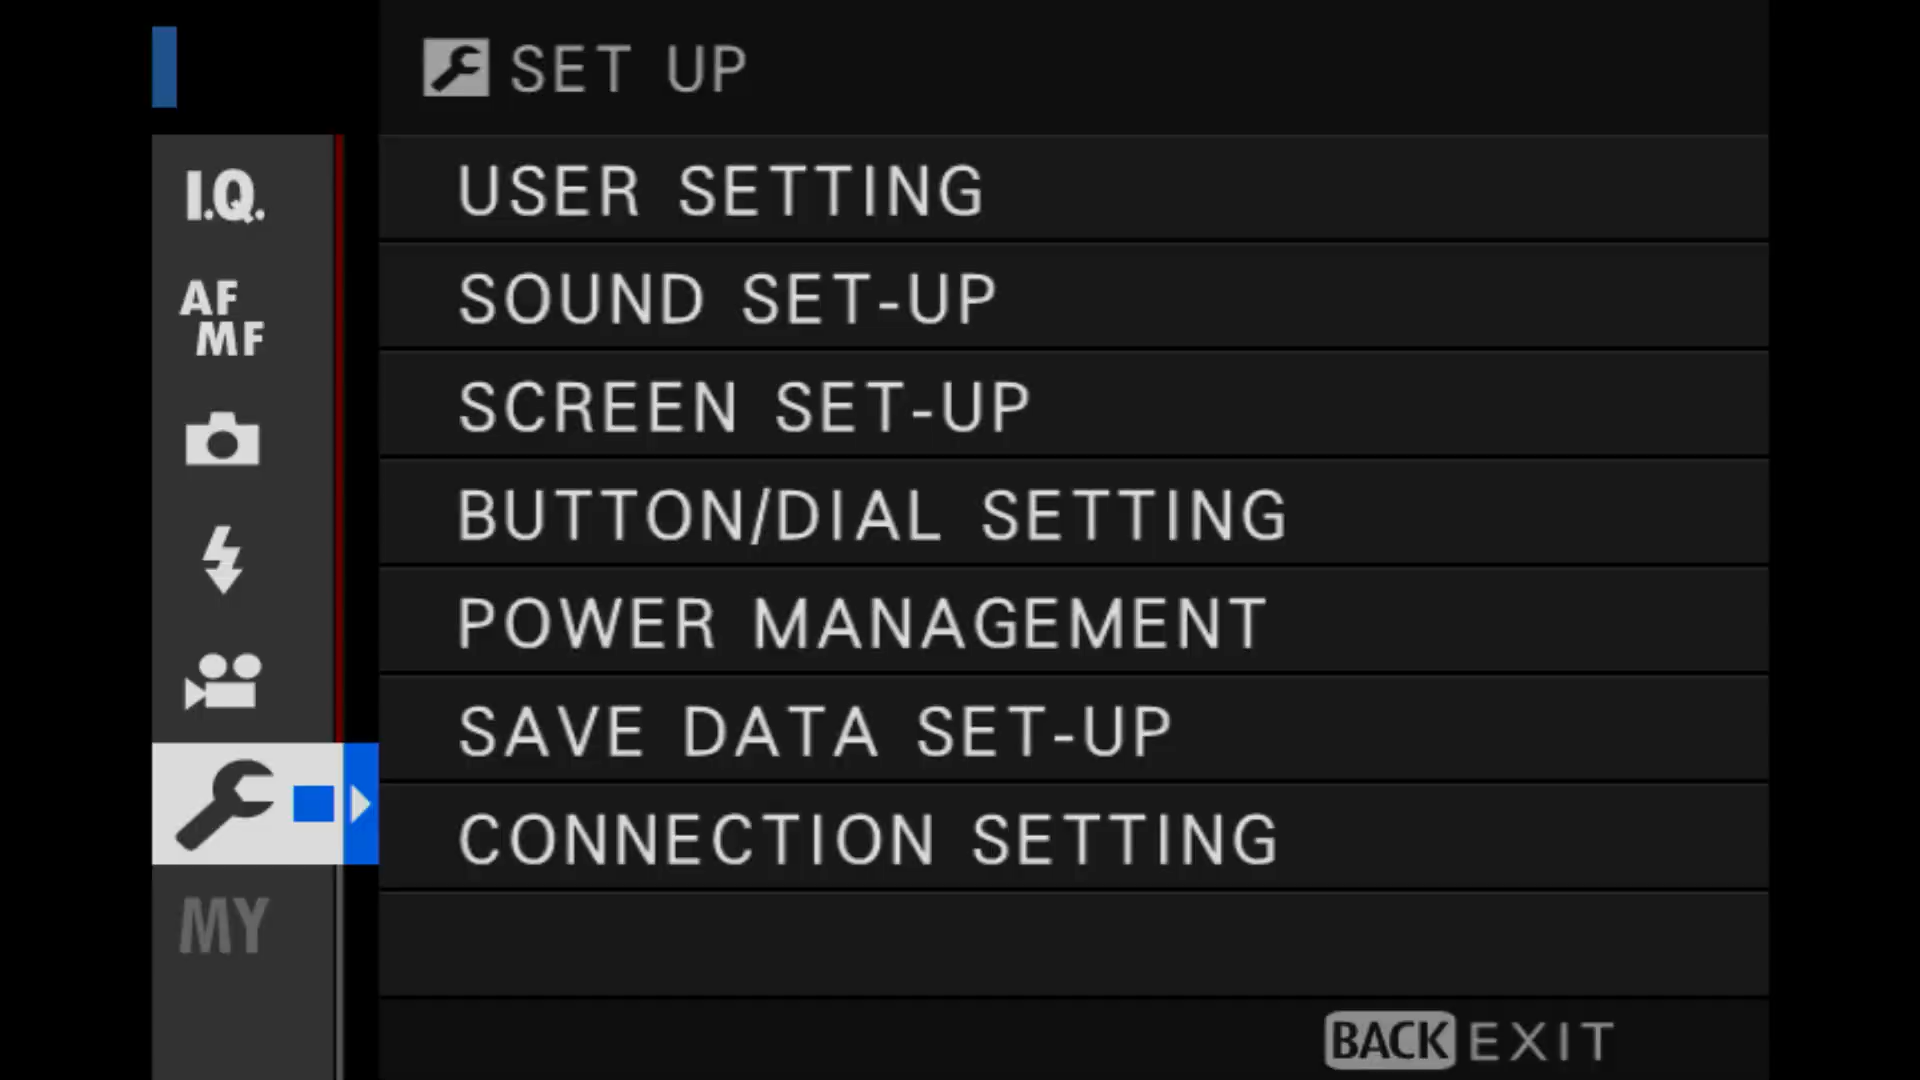 SET UP
I.Q.
AF
MF
MY
USER SETTING
SOUND SET-UP
SCREEN SET-UP
BUTTON/DIAL SETTING
POWER MANAGEMENT
SAVE DATA SET-UP
CONNECTION SETTING
BACK EXIT